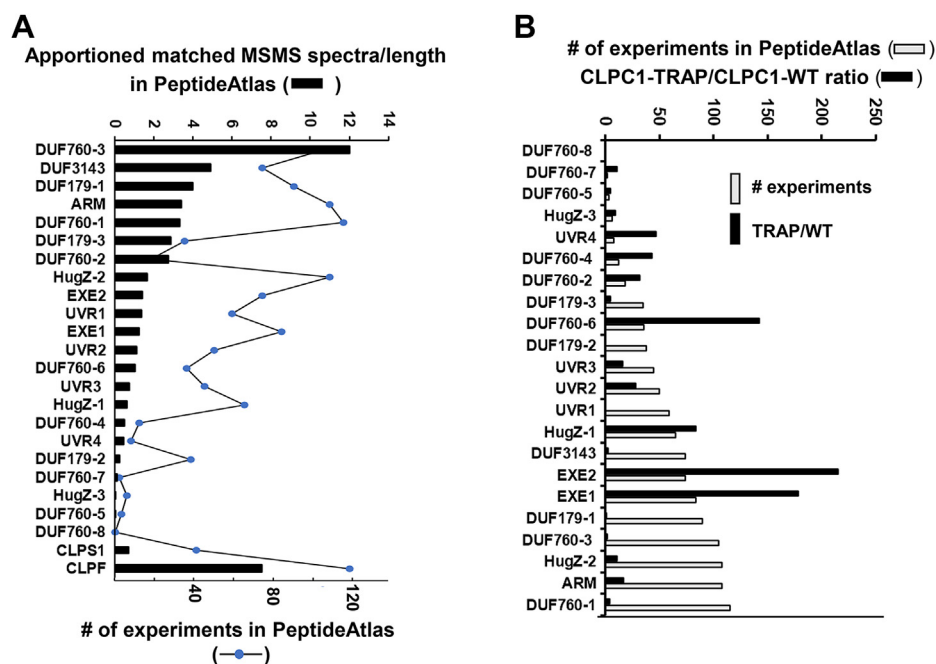 A
Apportioned matched MSMS spectra/length
in PeptideAtlas ( )
0 2 4 6 8 10 12 14
DUF760-3
DUF3143
DUF179-1
ARM
DUF760-1
DUF179-3
DUF760-2
HugZ-2
EXE2
UVR1
EXE1
UVR2
DUF760-6
UVR3
HugZ-1
DUF760-4
UVR4
DUF179-2
DUF760-7
HugZ-3
DUF760-5
DUF760-8
CLPS1
CLPF
40 80 120
# of experiments in PeptideAtlas
( )
B
# of experiments in PeptideAtlas ( )
CLPC1-TRAP/CLPC1-WT ratio ( )
0 50 100 150 200 250
DUF760-8
DUF760-7
DUF760-5
HugZ-3
UVR4
DUF760-4
DUF760-2
DUF179-3
DUF760-6
DUF179-2
UVR3
UVR2
UVR1
HugZ-1
DUF3143
EXE2
EXE1
DUF179-1
DUF760-3
HugZ-2
ARM
DUF760-1
# experiments
TRAP/WT